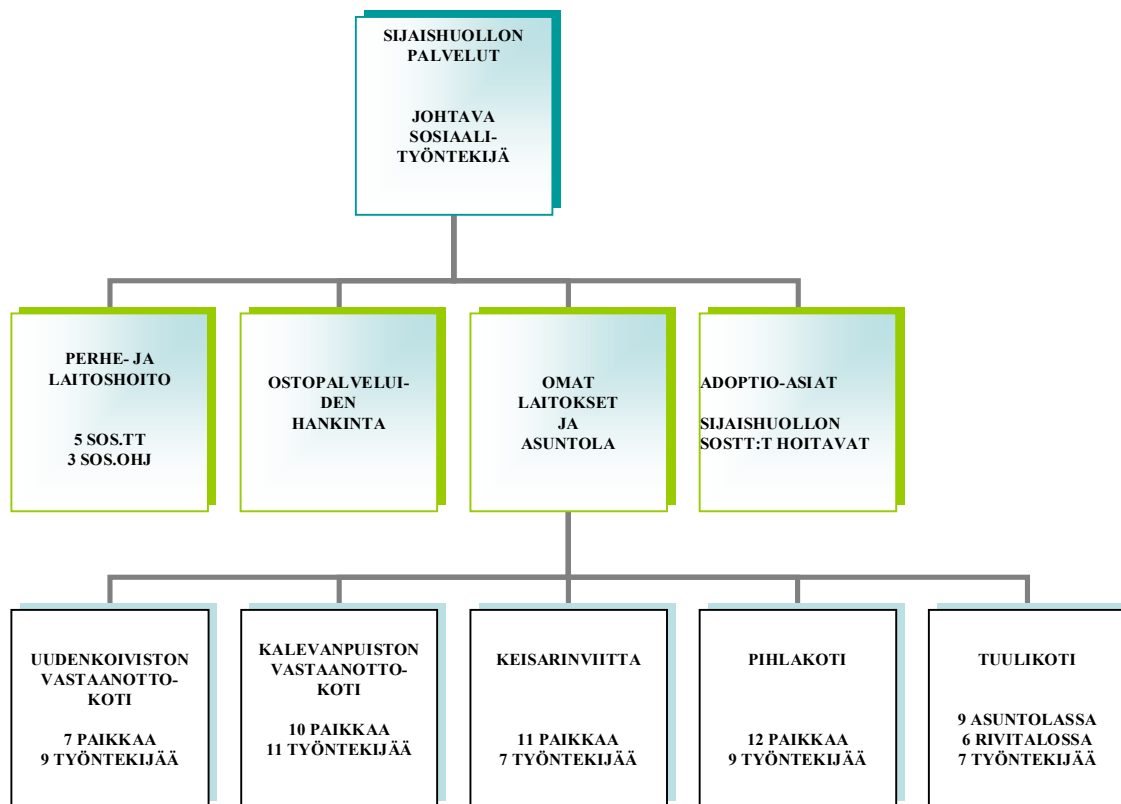 SIJAISHUOLLON
PALVELUT
JOHTAVA
SOSIAALI-
TYÖNTEKIJÄ
PERHE- JA
LAITOSHOITO
5 SOS.TT
3 SOS.OHJ
OSTOPALVELUI-
DEN
HANKINTA
OMAT
LAITOKSET
JA
ASUNTOLA
ADOPTIO-ASIAT
SIJAISHUOLLON
SOSTT:T HOITAVAT
UUDENKOIVISTON
VASTAANOTTO-
KOTI
7 PAIKKAA
9 TYÖNTEKIJÄÄ
KALEVANPUISTON
VASTAANOTTO-
KOTI
10 PAIKKAA
11 TYÖNTEKIJÄÄ
KEISARINVIITTA
11 PAIKKAA
7 TYÖNTEKIJÄÄ
PIHLAKOTI
12 PAIKKAA
9 TYÖNTEKIJÄÄ
TUULIKOTI
9 ASUNTOLASSA
6 RIVITALOSSA
7 TYÖNTEKIJÄÄ